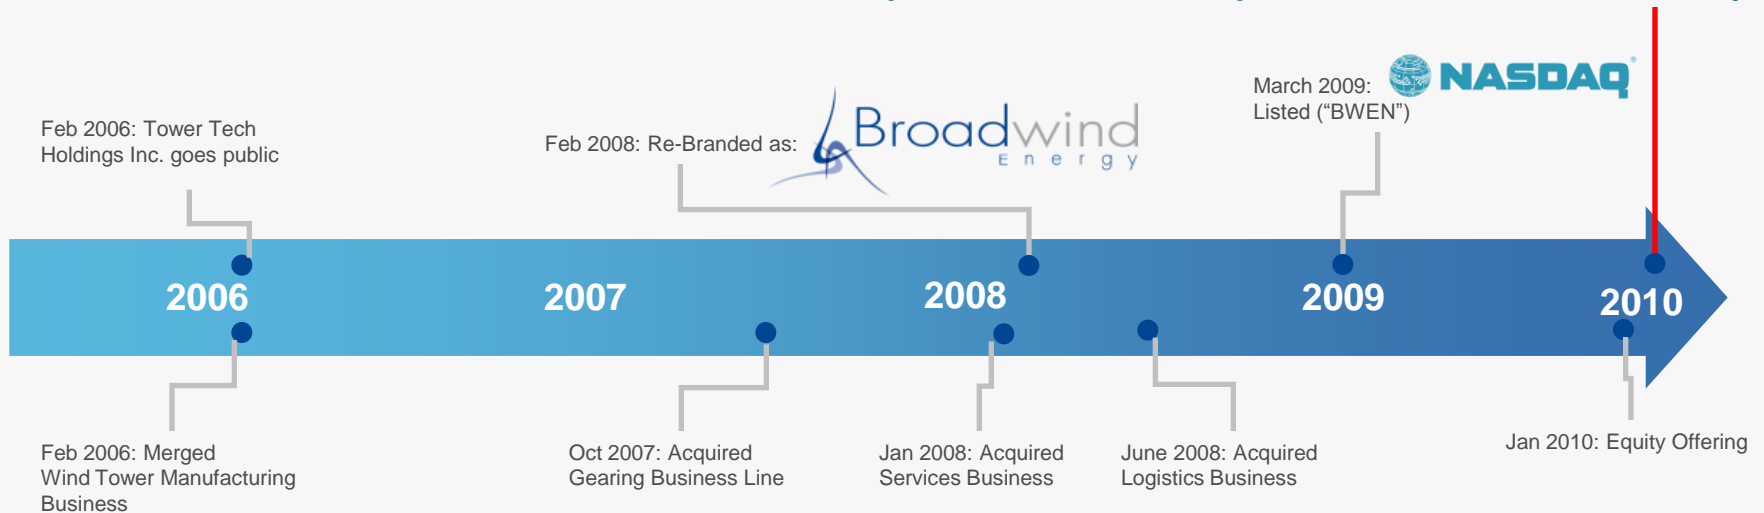 March 2009:
Listed (“BWEN”)
NASDAQ®
Feb 2006: Tower Tech
Holdings Inc. goes public
Feb 2008: Re-Branded as:
Broadwind
Energy
2006
2007
2008
2009
2010
Feb 2006: Merged
Wind Tower Manufacturing
Business
Oct 2007: Acquired
Gearing Business Line
Jan 2008: Acquired
Services Business
June 2008: Acquired
Logistics Business
Jan 2010: Equity Offering